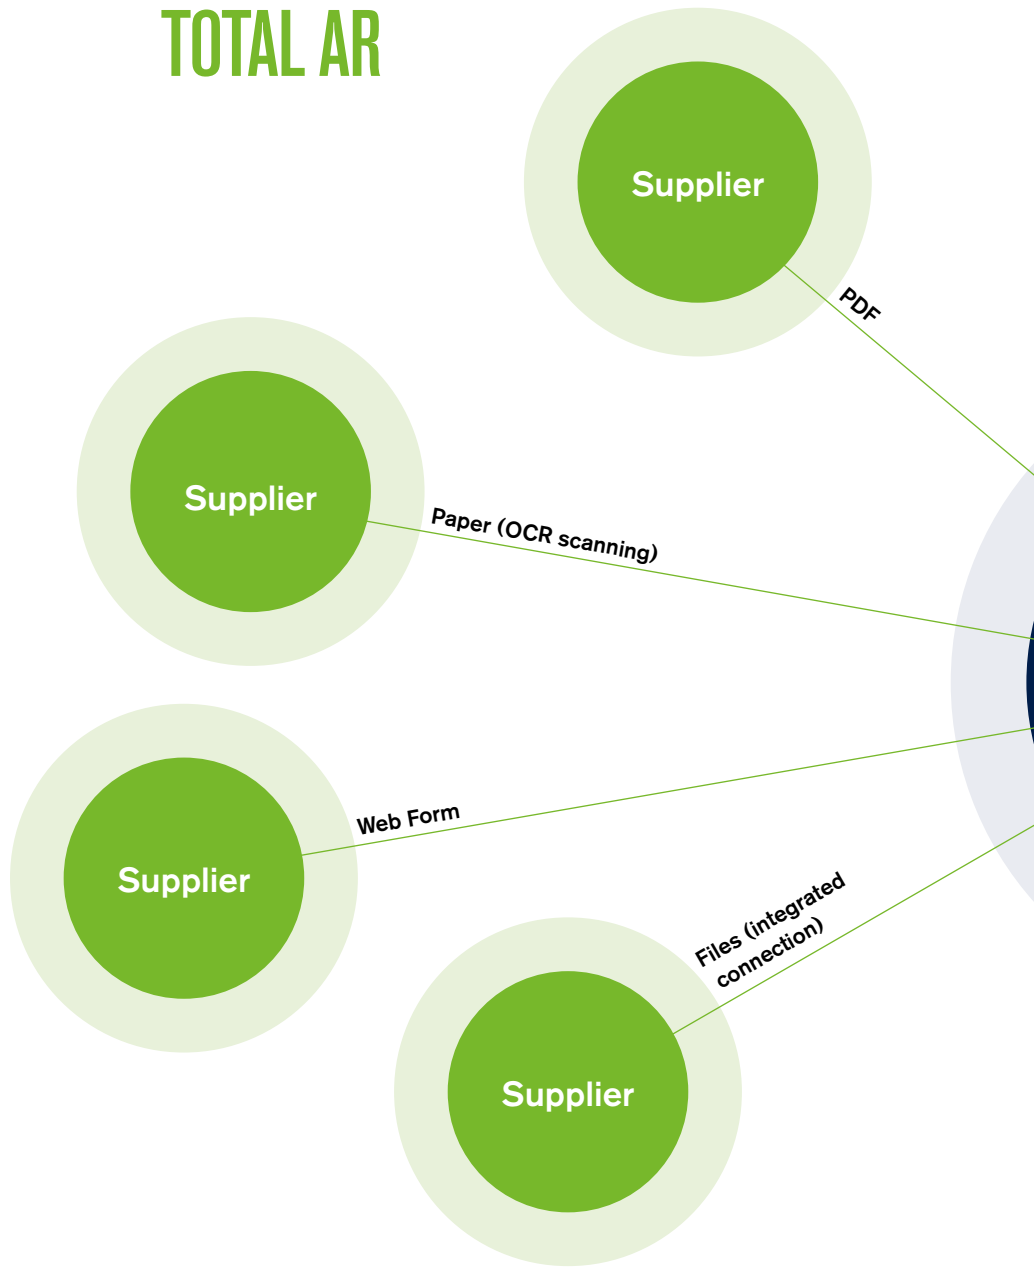 TOTAL AR
Supplier
PDF
Supplier
Paper (OCR scanning)
Supplier
Web Form
Files (integrated
connection)
Supplier